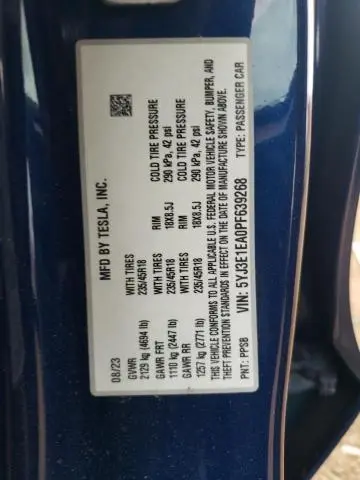 MFD BY TESLA, INC.
08/23
GVWR
2129 kg (4694 lb)
GAWR FRT WITH TIRES RIM COLD TIRE PRESSURE
1110 kg (2447 lb) 235/45R18 18X8.5J 290 kPa, 42 psi
GAWR RR WITH TIRES RIM COLD TIRE PRESSURE
1257 kg (2771 lb) 235/45R18 18X8.5J 290 kPa, 42 psi
THIS VEHICLE CONFORMS TO ALL APPLICABLE U.S. FEDERAL MOTOR VEHICLE SAFETY, BUMPER, AND
THEFT PREVENTION STANDARDS IN EFFECT ON THE DATE OF MANUFACTURE SHOWN ABOVE.
VIN: 5YJ3E1EA0PF639268 TYPE: PASSENGER CAR
PNT: PPSB